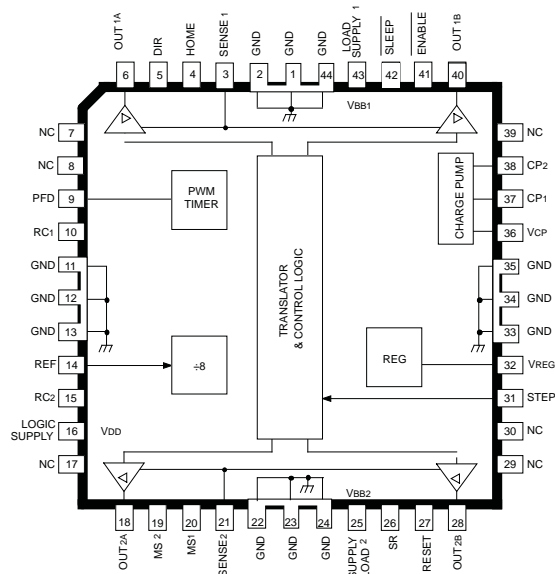 OUT1A
DIR
HOME
SENSE 1
GND
GND
GND
LOAD
SUPPLY 1
SLEEP
ENABLE
OUT 1B
6
5
4
3
2
1
44
43
42
41
40
VBB1
NC 7
NC 8
PFD 9
RC1 10
GND 11
GND 12
GND 13
REF 14
RC2 15
LOGIC
SUPPLY 16
VDD
NC 17
PWM
TIMER
÷8
TRANSLATOR
& CONTROL LOGIC
CHARGE PUMP
REG
39 NC
38 CP2
37 CP1
36 VCP
35 GND
34 GND
33 GND
32 VREG
31 STEP
30 NC
29 NC
VBB2
18
19
20
21
22
23
24
25
26
27
28
OUT2A
MS 2
MS1
SENSE2
GND
GND
GND
SUPPLY
LOAD 2
SR
RESET
OUT2B